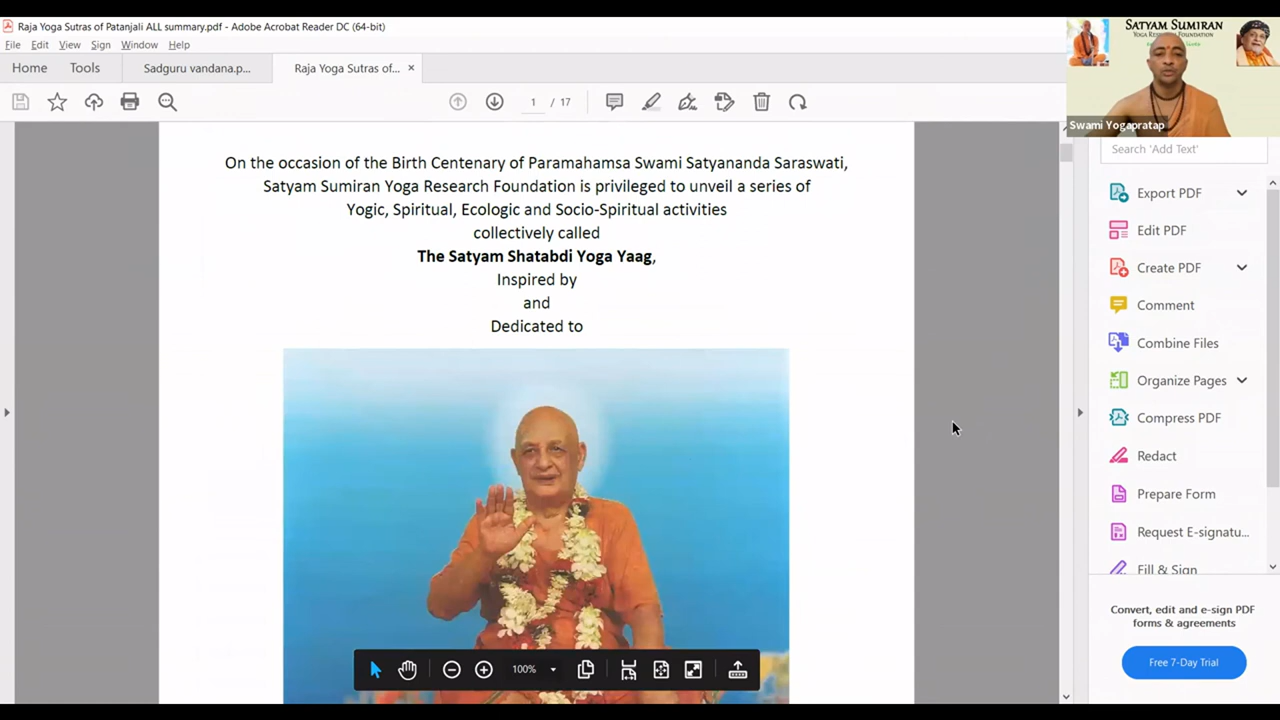 Raja Yoga Sutras of Patanjali ALL summary.pdf - Adobe Acrobat Reader DC (64-bit)
File Edit View Sign Window Help
Home Tools Sadguru vandana.p... Raja Yoga Sutras of... ×
1 / 17
SATYAM SUMIRAN
Swami Yogapratap
Search 'Add Text'
On the occasion of the Birth Centenary of Paramahamsa Swami Satyananda Saraswati,
Satyam Sumiran Yoga Research Foundation is privileged to unveil a series of
Yogic, Spiritual, Ecologic and Socio-Spiritual activities
collectively called
The Satyam Shatabdi Yoga Yaag,
Inspired by
and
Dedicated to
100%
Export PDF
Edit PDF
Create PDF
Comment
Combine Files
Organize Pages
Compress PDF
Redact
Prepare Form
Request E-signatu...
Fill & Sign
Convert, edit and e-sign PDF
forms & agreements
Free 7-Day Trial